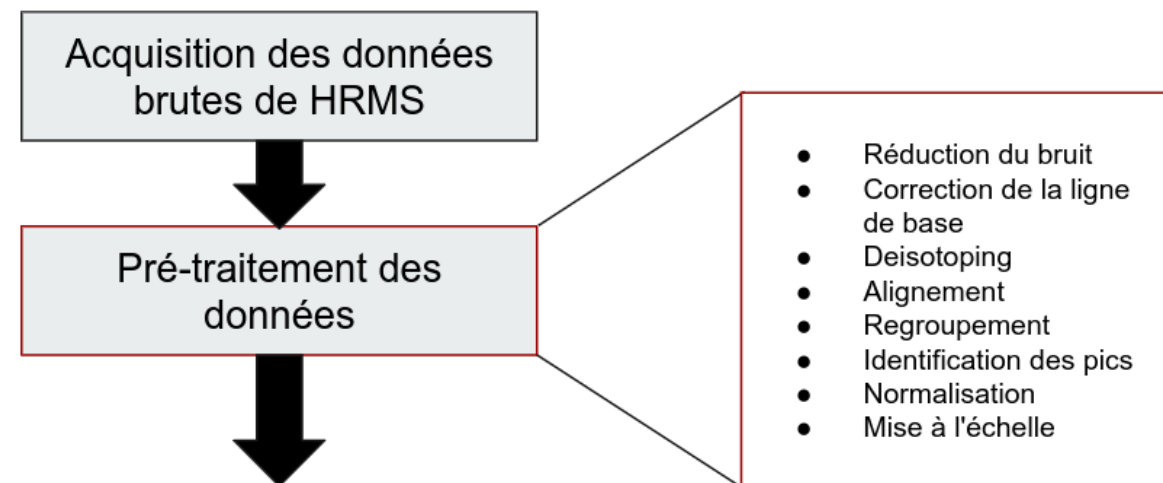 Acquisition des données
brutes de HRMS
Pré-traitement des
données
● Réduction du bruit
● Correction de la ligne
de base
● Deisotoping
● Alignement
● Regroupement
● Identification des pics
● Normalisation
● Mise à l'échelle